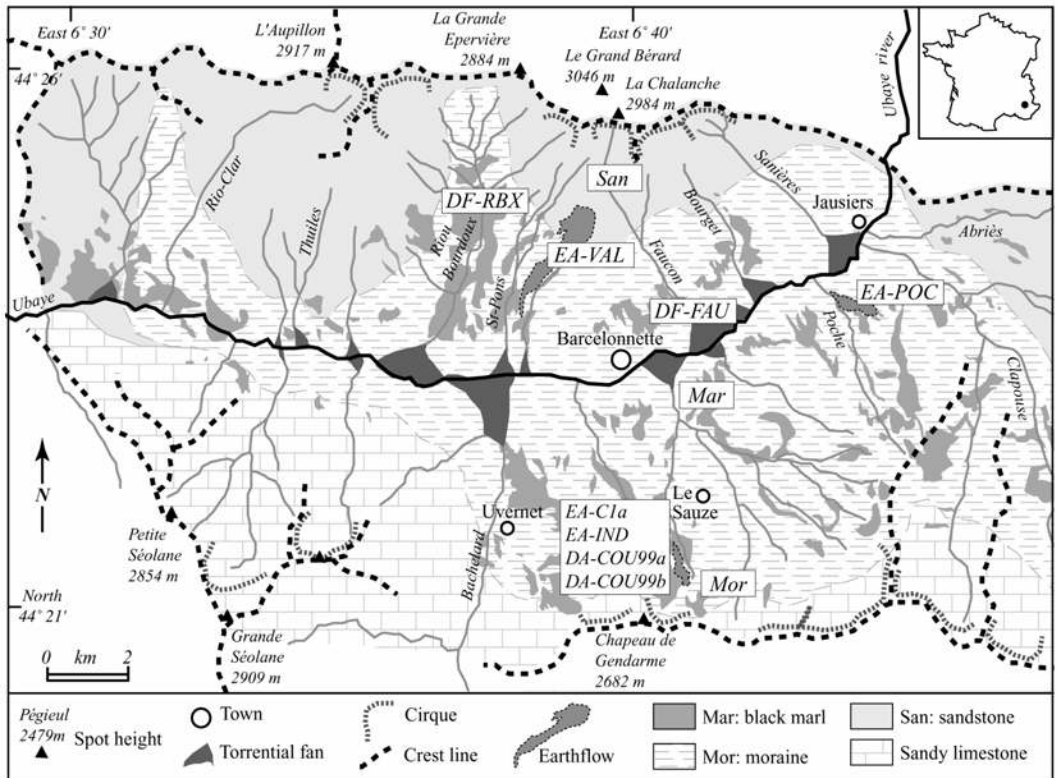 East 6° 30'
L'Aupillon
2917 m
La Grande
Epervière
2884 m
East 6° 40'
Le Grand Bérard
3046 m
La Chalanche
2984 m
Ubaye river
44° 26'
Rio-Clar
Thuiles
DF-RBX
Riou
Bourdoux
St-Pons
EA-VAL
San
Faucon
Bourget
Sanières
Jausiers
Abriès
EA-POC
Poche
Clapouse
DF-FAU
Ubaye
Barcelonnette
Mar
N
Petite
Séolane
2854 m
Uvernet
Bachelard
EA-C1a
EA-IND
DA-COU99a
DA-COU99b
Le
Sauze
Mor
North
44° 21'
0 km 2
Grande
Séolane
2909 m
Chapeau de
Gendarme
2682 m
Pégieul
2479m
Spot height
Town
Torrential fan
Cirque
Crest line
Earthflow
Mar: black marl
Mor: moraine
San: sandstone
Sandy limestone